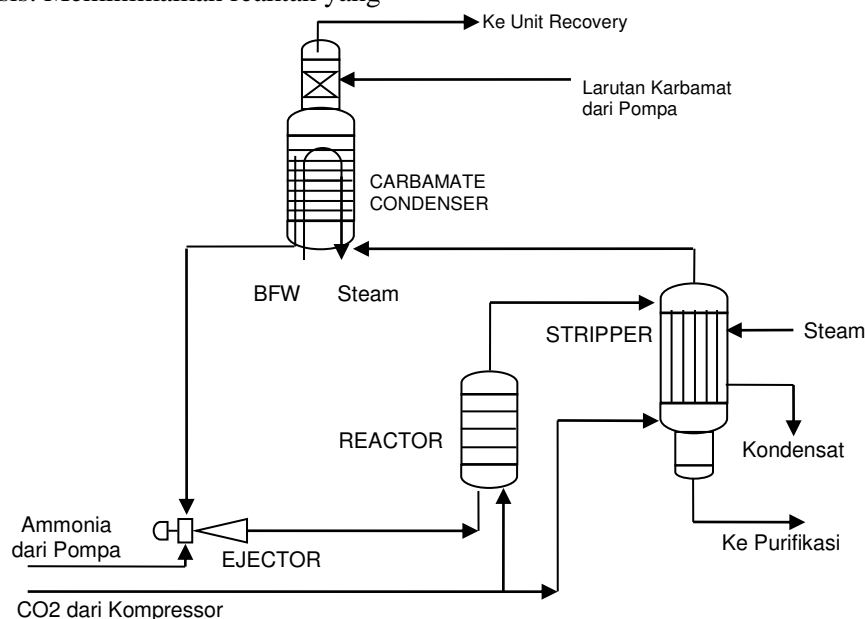 Ke Unit Recovery
Larutan Karbamat
dari Pompa
CARBAMATE
CONDENSER
BFW
Steam
STRIPPER
Steam
REACTOR
Kondensat
Ammonia
dari Pompa
EJECTOR
Ke Purifikasi
CO2 dari Kompressor